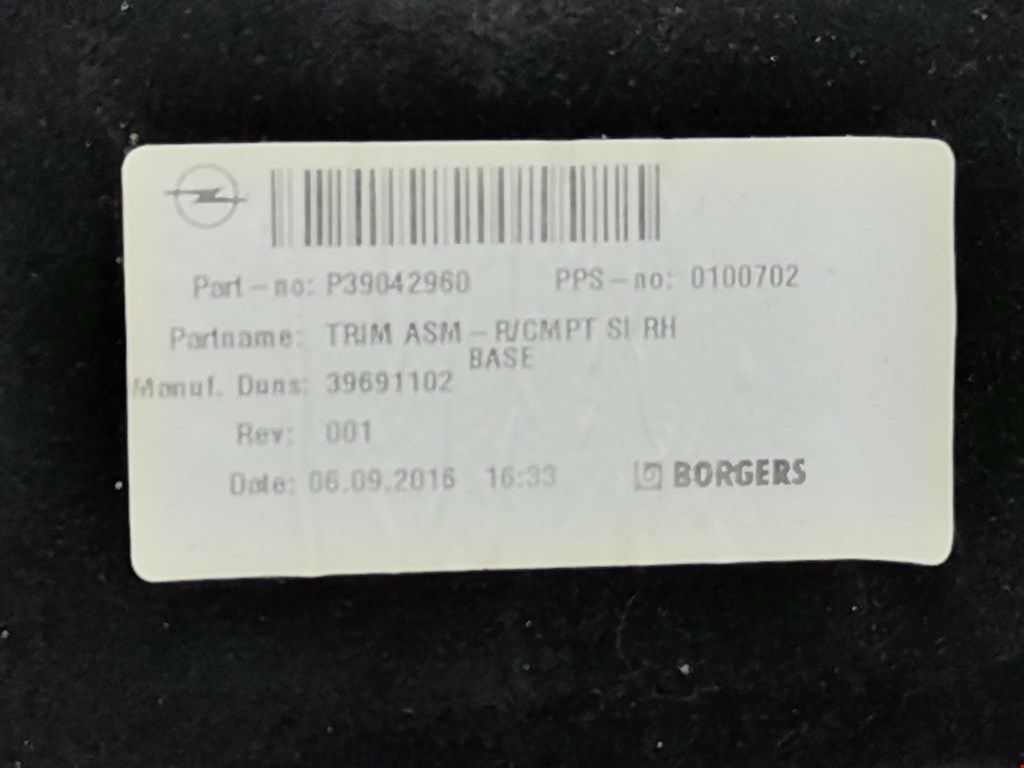 Part-no: P39042960 PPS-no: 0100702
Partname: TRIM ASM-R/CMPT SI RH
BASE
Manuf. Duns: 39691102
Rev: 001
Date: 06.09.2016 16:33 BORGERS